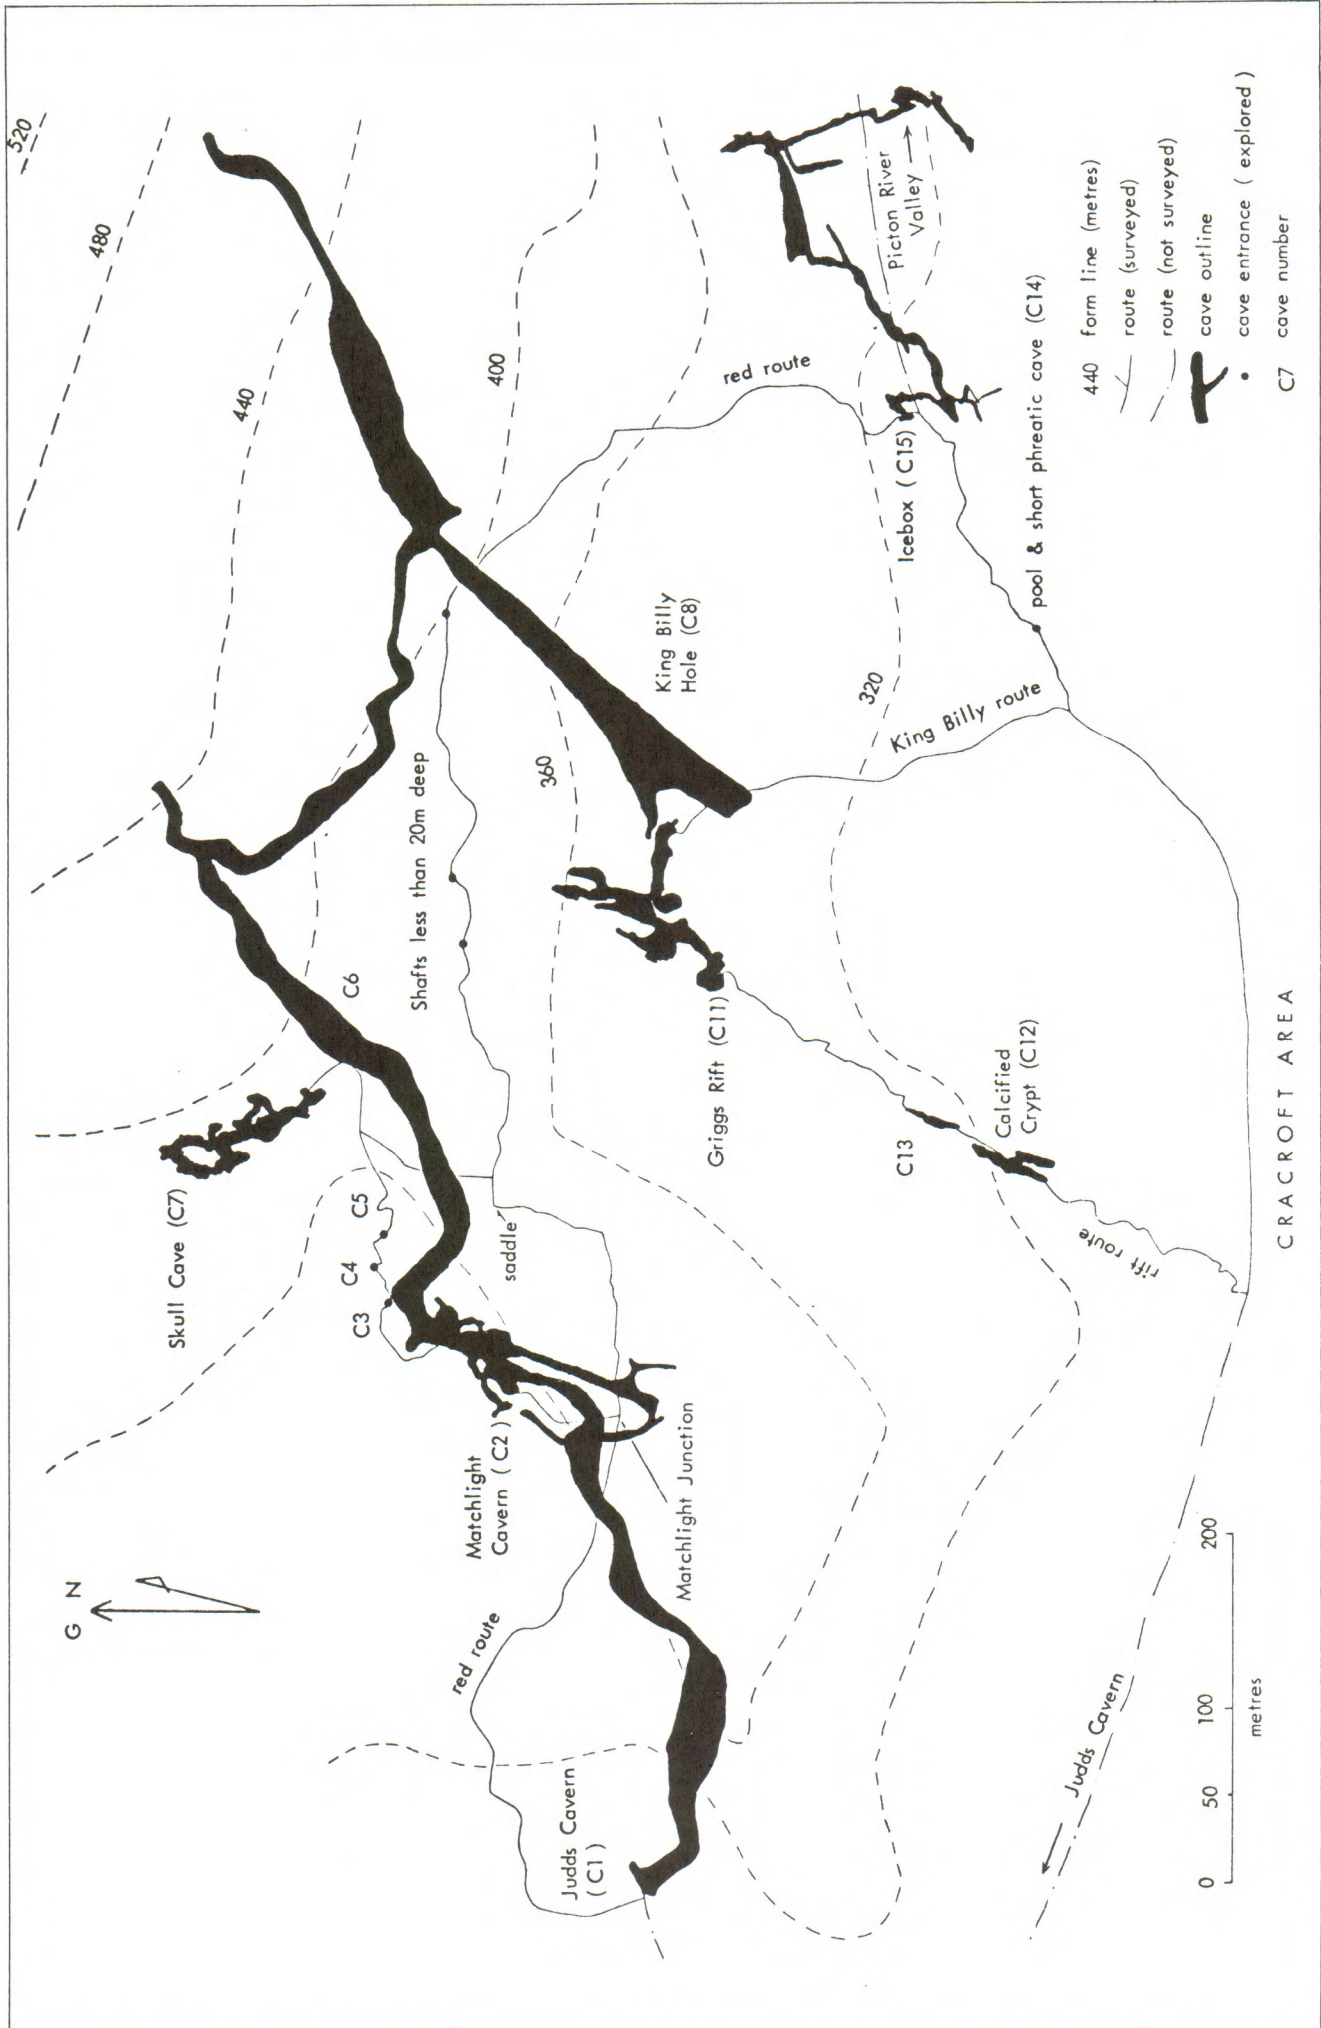 G N
520
480
440
400
360
320
Skull Cave (C7)
C6
C5
C4
C3
saddle
Shafts less than 20m deep
Matchlight
Cavern ( C2 )
Matchlight Junction
red route
Judds Cavern
( C1 )
King Billy
Hole (C8)
red route
Griggs Rift (C11)
C13
Calcified
Crypt (C12)
rift route
King Billy route
Icebox ( C15)
Picton River
Valley
pool & short phreatic cave (C14)
Judds Cavern
0 50 100 200
metres
440 form line (metres)
route (surveyed)
route (not surveyed)
cave outline
cave entrance ( explored )
C7 cave number
CRACROFT AREA